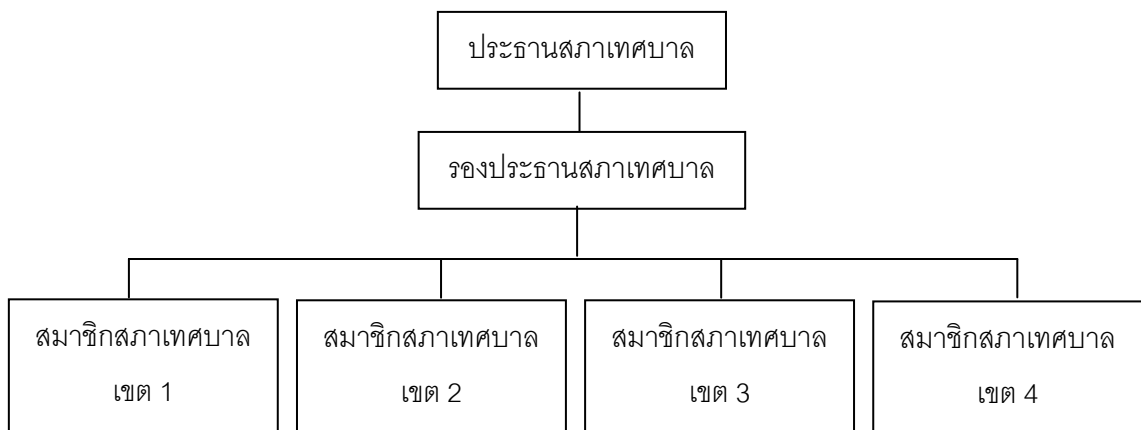 ประธานสภาเทศบาล
รองประธานสภาเทศบาล
สมาชิกสภาเทศบาล
เขต 1
สมาชิกสภาเทศบาล
เขต 2
สมาชิกสภาเทศบาล
เขต 3
สมาชิกสภาเทศบาล
เขต 4